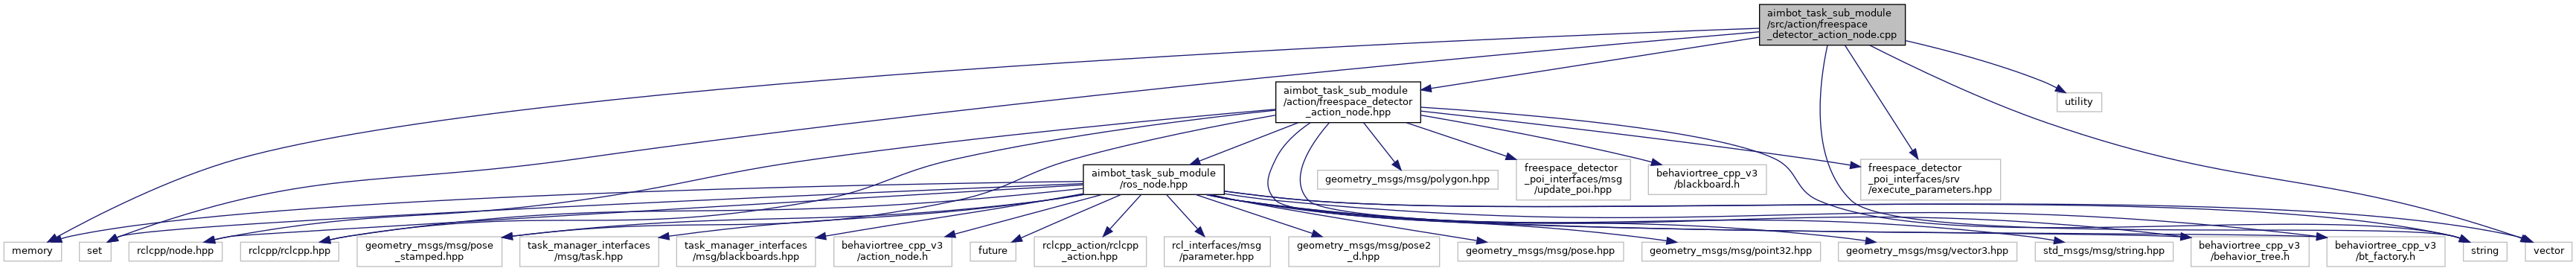 aimbot_task_sub_module
/src/action/freespace
_detector_action_node.cpp
aimbot_task_sub_module
/action/freespace_detector
_action_node.hpp
utility
aimbot_task_sub_module
/ros_node.hpp
geometry_msgs/msg/polygon.hpp
freespace_detector
_poi_interfaces/msg
/update_poi.hpp
behaviortree_cpp_v3
/blackboard.h
freespace_detector
_poi_interfaces/srv
/execute_parameters.hpp
memory
set
rclcpp/node.hpp
rclcpp/rclcpp.hpp
geometry_msgs/msg/pose
_stamped.hpp
task_manager_interfaces
/msg/task.hpp
task_manager_interfaces
/msg/blackboards.hpp
behaviortree_cpp_v3
/action_node.h
future
rclcpp_action/rclcpp
_action.hpp
rcl_interfaces/msg
/parameter.hpp
geometry_msgs/msg/pose2
_d.hpp
geometry_msgs/msg/pose.hpp
geometry_msgs/msg/point32.hpp
geometry_msgs/msg/vector3.hpp
std_msgs/msg/string.hpp
behaviortree_cpp_v3
/behavior_tree.h
behaviortree_cpp_v3
/bt_factory.h
string
vector